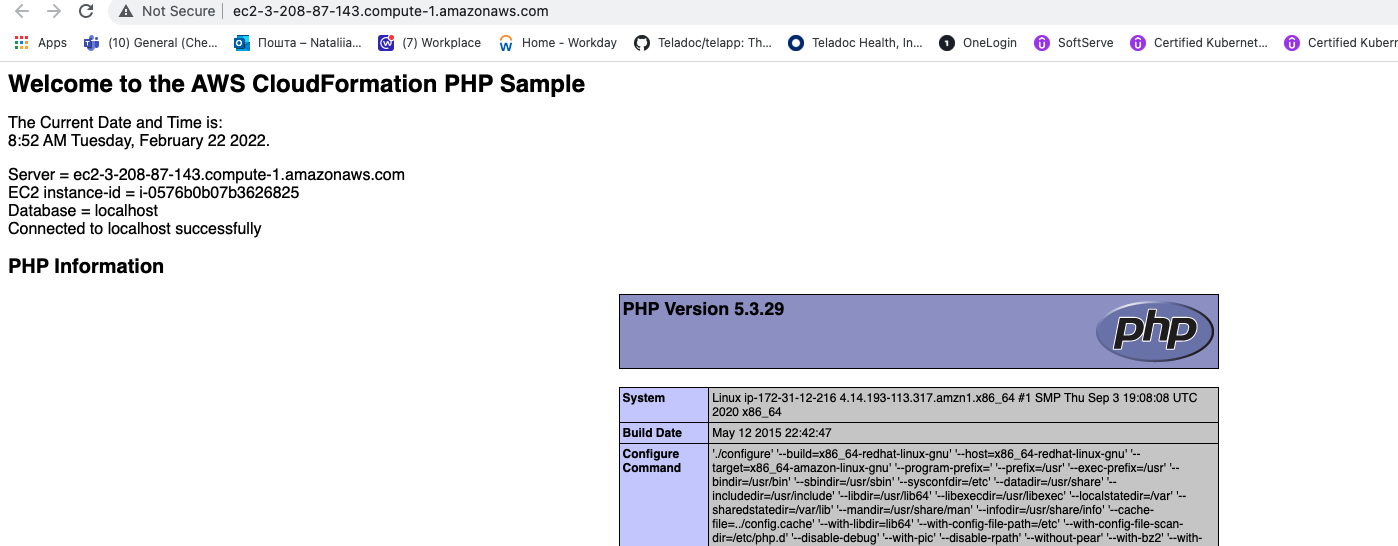 Not Secure ec2-3-208-87-143.compute-1.amazonaws.com
Apps (10) General (Che... Пошта – Nataliia... (7) Workplace Home - Workday Teladoc/telapp: Th... Teladoc Health, In... 1 OneLogin SoftServe Certified Kubernet... Certified Kubern
Welcome to the AWS CloudFormation PHP Sample
The Current Date and Time is:
8:52 AM Tuesday, February 22 2022.
Server = ec2-3-208-87-143.compute-1.amazonaws.com
EC2 instance-id = i-0576b0b07b3626825
Database = localhost
Connected to localhost successfully
PHP Information
PHP Version 5.3.29
php
System Linux ip-172-31-12-216 4.14.193-113.317.amzn1.x86_64 #1 SMP Thu Sep 3 19:08:08 UTC
2020 x86_64
Build Date May 12 2015 22:42:47
Configure './configure' '--build=x86_64-redhat-linux-gnu' '--host=x86_64-redhat-linux-gnu' '--
Command target=x86_64-amazon-linux-gnu' '--program-prefix=' '--prefix=/usr' '--exec-prefix=/usr' '--
bindir=/usr/bin' '--sbindir=/usr/sbin' '--sysconfdir=/etc' '--datadir=/usr/share' '--
includedir=/usr/include' '--libdir=/usr/lib64' '--libexecdir=/usr/libexec' '--localstatedir=/var' '--
sharedstatedir=/var/lib' '--mandir=/usr/share/man' '--infodir=/usr/share/info' '--cache-
file=../config.cache' '--with-libdir=lib64' '--with-config-file-path=/etc' '--with-config-file-scan-
dir=/etc/php.d' '--disable-debug' '--with-pic' '--disable-rpath' '--without-pear' '--with-bz2' '--with-